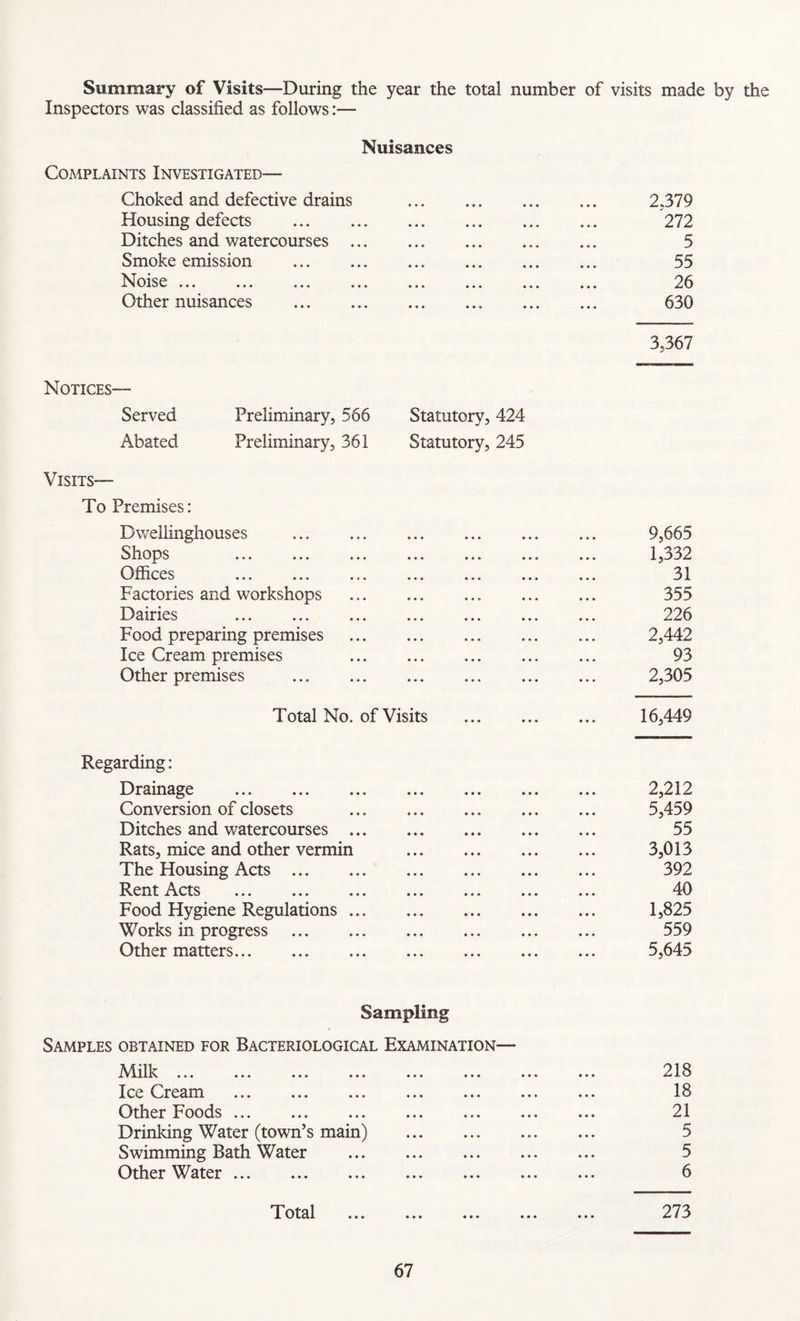 Summary of Visits—During the year the total number of visits made by the
Inspectors was classified as follows:—
Nuisances
COMPLAINTS INVESTIGATED—
Choked and defective drains ... ... ... ... 2,379
Housing defects ... ... ... ... ... ... 272
Ditches and watercourses ... ... ... ... ... 5
Smoke emission ... ... ... ... ... ... 55
Noise ... ... ... ... ... ... ... ... 26
Other nuisances ... ... ... ... ... ... 630
3,367
NOTICES—
Served Preliminary, 566 Statutory, 424
Abated Preliminary, 361 Statutory, 245
VISITS—
To Premises:
Dwellinghouses ... ... ... ... ... ... 9,665
Shops ... ... ... ... ... ... ... 1,332
Offices ... ... ... ... ... ... ... 31
Factories and workshops ... ... ... ... ... 355
Dairies ... ... ... ... ... ... ... 226
Food preparing premises ... ... ... ... ... 2,442
Ice Cream premises ... ... ... ... ... 93
Other premises ... ... ... ... ... ... 2,305
Total No. of Visits ... ... ... 16,449
Regarding:
Drainage ... ... ... ... ... ... ... 2,212
Conversion of closets ... ... ... ... ... 5,459
Ditches and watercourses ... ... ... ... ... 55
Rats, mice and other vermin ... ... ... ... 3,013
The Housing Acts ... ... ... ... ... ... 392
Rent Acts ... ... ... ... ... ... ... 40
Food Hygiene Regulations ... ... ... ... ... 1,825
Works in progress ... ... ... ... ... ... 559
Other matters... ... ... ... ... ... ... 5,645
Sampling
SAMPLES OBTAINED FOR BACTERIOLOGICAL EXAMINATION—
Milk ... ... ... ... ... ... ... ... 218
Ice Cream ... ... ... ... ... ... ... 18
Other Foods ... ... ... ... ... ... ... 21
Drinking Water (town's main) ... ... ... ... 5
Swimming Bath Water ... ... ... ... ... 5
Other Water ... ... ... ... ... ... ... 6
Total ... ... ... ... ... 273
67